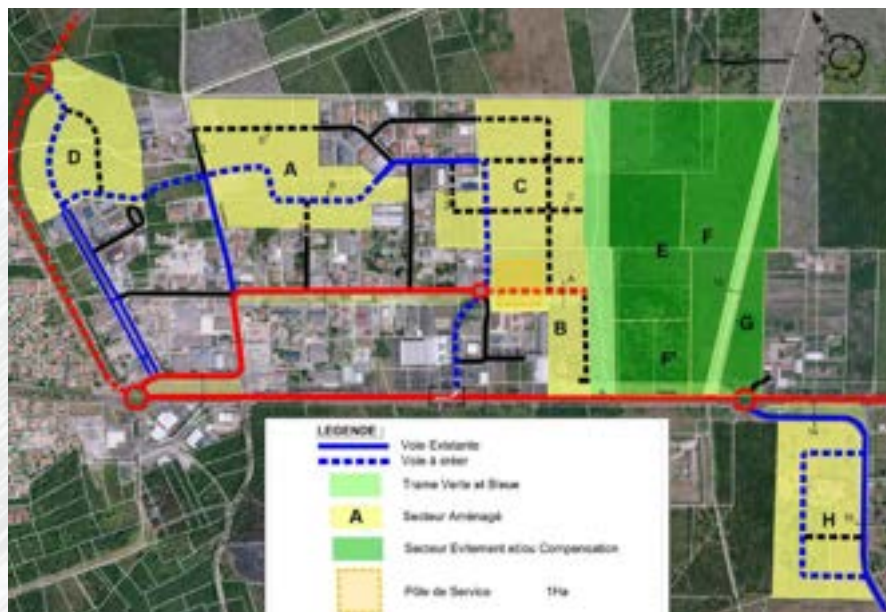 D
A
C
E
F
G
B
F'
H
LEGENDE :
Voie Existante
Voie à créer
Trame Verte et Bleue
A Secteur Aménagé
Secteur Evitement et/ou Compensation
Pôle de Service 1Ha